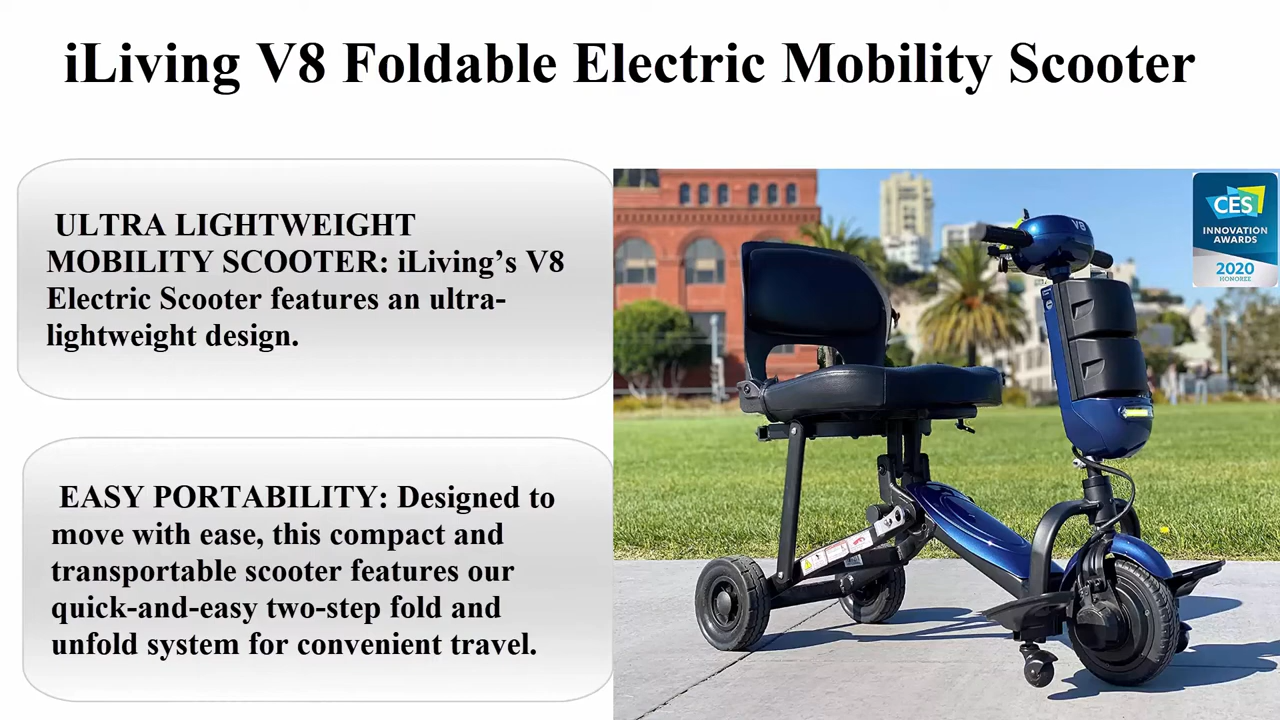 iLiving V8 Foldable Electric Mobility Scooter
ULTRA LIGHTWEIGHT
MOBILITY SCOOTER: iLiving’s V8
Electric Scooter features an ultra-
lightweight design.
EASY PORTABILITY: Designed to
move with ease, this compact and
transportable scooter features our
quick-and-easy two-step fold and
unfold system for convenient travel.
CES
INNOVATION
AWARDS
2020
HONOREE
V8